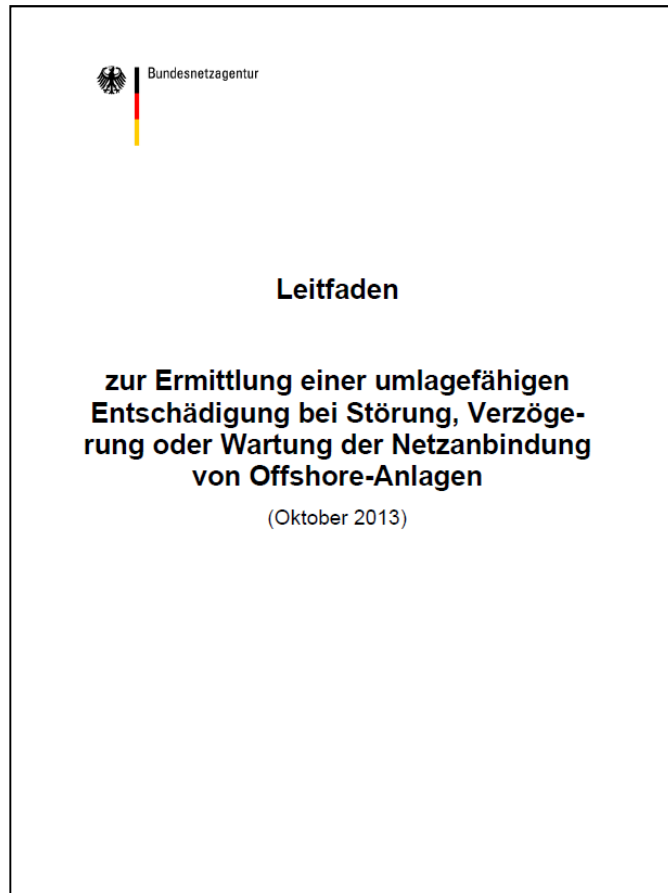 Bundesnetzagentur
Leitfaden
zur Ermittlung einer umlagefähigen
Entschädigung bei Störung, Verzöge-
rung oder Wartung der Netzanbindung
von Offshore-Anlagen
(Oktober 2013)